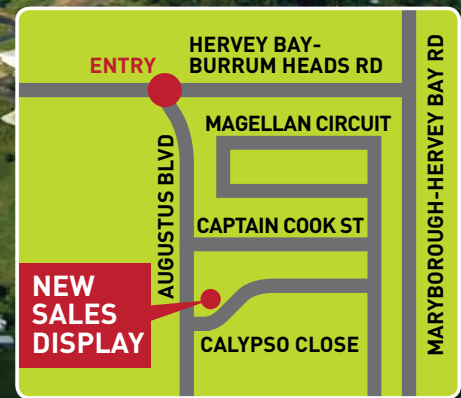 HERVEY BAY-
BURRUM HEADS RD
ENTRY
MAGELLAN CIRCUIT
AUGUSTUS BLVD
MARYBOROUGH-HERVEY BAY RD
CAPTAIN COOK ST
NEW
SALES
DISPLAY
CALYPSO CLOSE